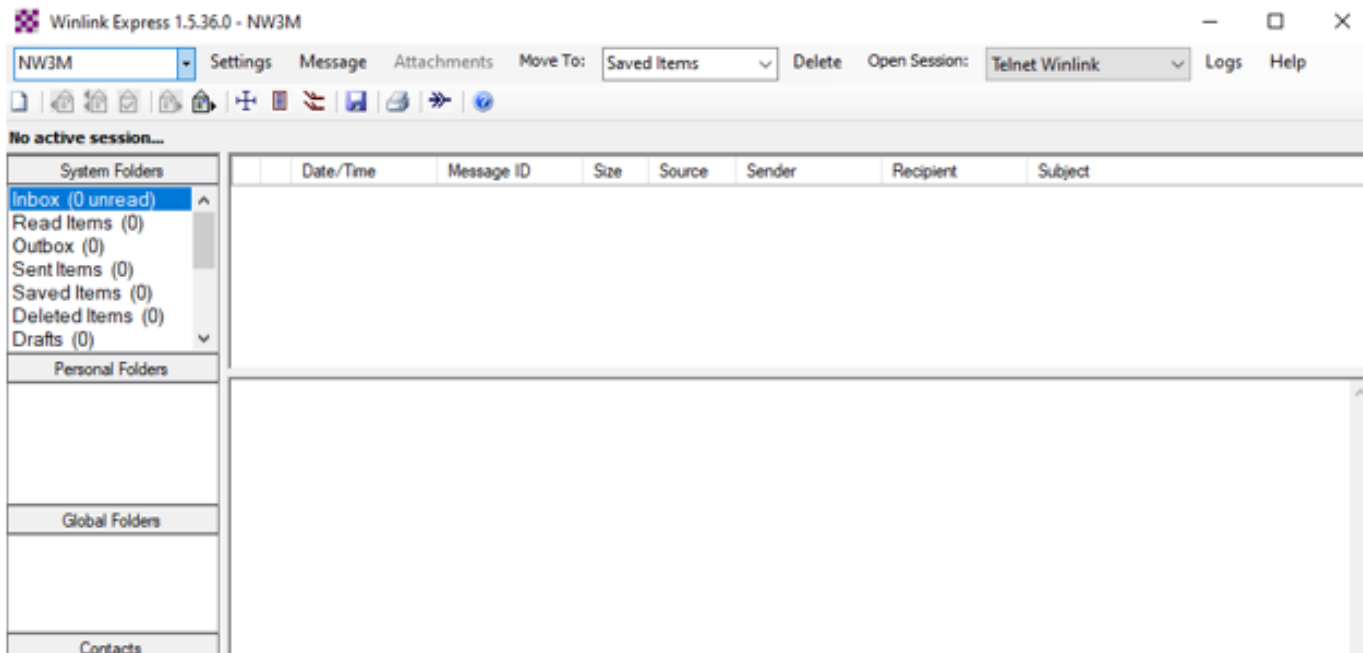 Winlink Express 1.5.36.0 - NW3M
NW3M Settings Message Attachments Move To: Saved Items Delete Open Session: Telnet Winlink Logs Help
No active session...
System Folders Date/Time Message ID Size Source Sender Recipient Subject
Inbox (0 unread)
Read Items (0)
Outbox (0)
Sent Items (0)
Saved Items (0)
Deleted Items (0)
Drafts (0)
Personal Folders
Global Folders
Contacts